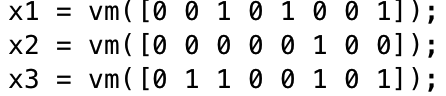 x1 = vm([0 0 1 0 1 0 0 1]);
x2 = vm([0 0 0 0 0 1 0 0]);
x3 = vm([0 1 1 0 0 1 0 1]);